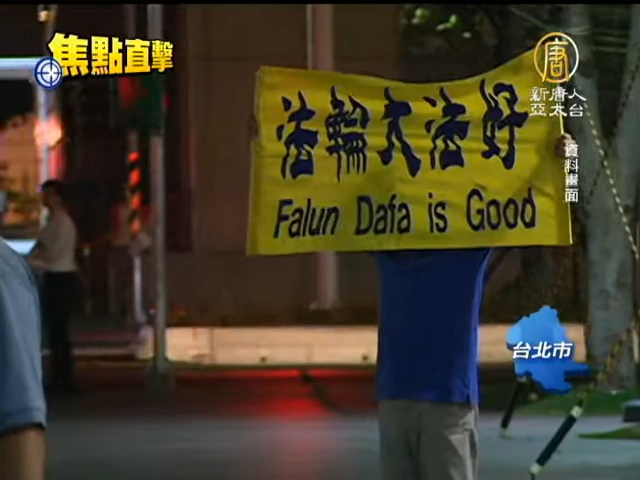 焦點直擊
唐
新唐人
亞太台
資料畫面
法輪大法好
Falun Dafa is Good
台北市